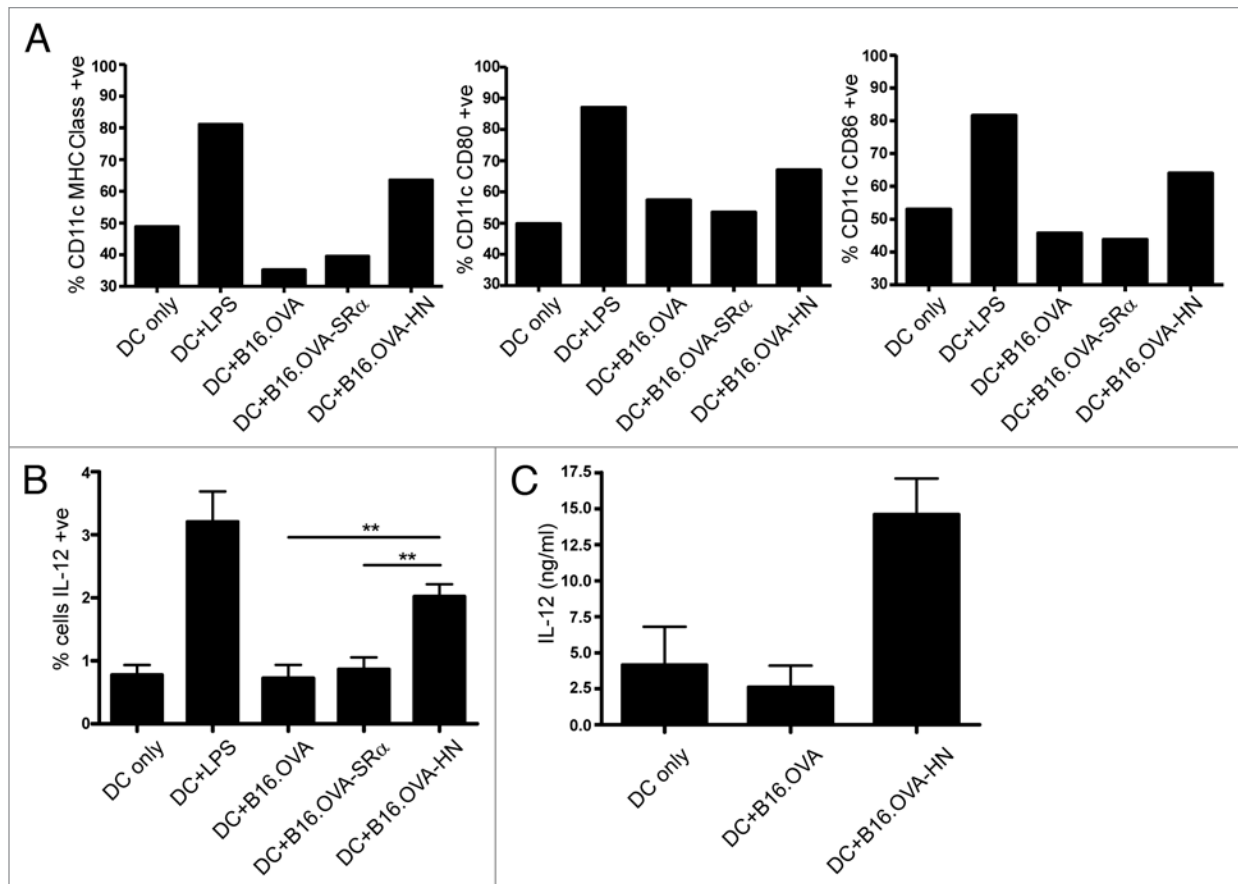 A
% CD11c MHC Class +ve
100
90
80
70
60
50
40
30
DC only
DC+LPS
DC+B16.OVA
DC+B16.OVA-SRα
DC+B16.OVA-HN
% CD11c CD80 +ve
100
90
80
70
60
50
40
30
DC only
DC+LPS
DC+B16.OVA
DC+B16.OVA-SRα
DC+B16.OVA-HN
% CD11c CD86 +ve
100
90
80
70
60
50
40
30
DC only
DC+LPS
DC+B16.OVA
DC+B16.OVA-SRα
DC+B16.OVA-HN
B
% cells IL-12 +ve
4
3
2
1
0
**
**
DC only
DC+LPS
DC+B16.OVA
DC+B16.OVA-SRα
DC+B16.OVA-HN
C
IL-12 (ng/ml)
17.5
15.0
12.5
10.0
7.5
5.0
2.5
0.0
DC only
DC+B16.OVA
DC+B16.OVA-HN